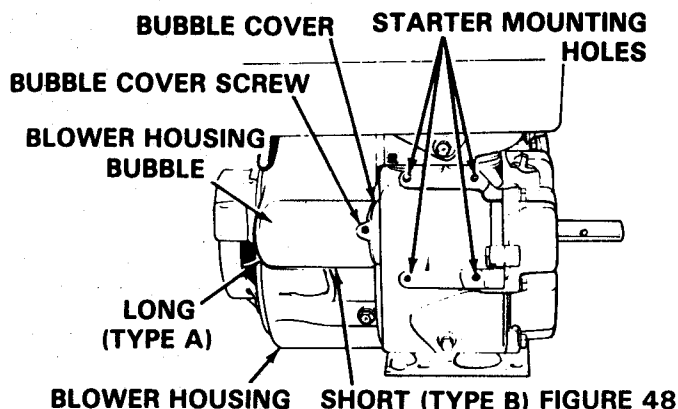 BUBBLE COVER
STARTER MOUNTING
HOLES
BUBBLE COVER SCREW
BLOWER HOUSING
BUBBLE
LONG
(TYPE A)
BLOWER HOUSING
SHORT (TYPE B)
FIGURE 48